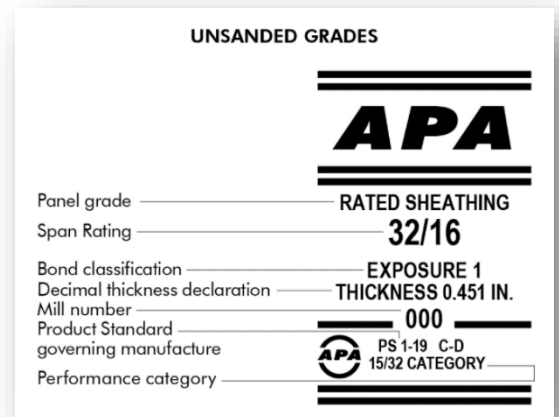 UNSANDED GRADES
APA
Panel grade RATED SHEATHING
Span Rating 32/16
Bond classification EXPOSURE 1
Decimal thickness declaration THICKNESS 0.451 IN.
Mill number 000
Product Standard
governing manufacture APA PS 1-19 C-D
Performance category 15/32 CATEGORY